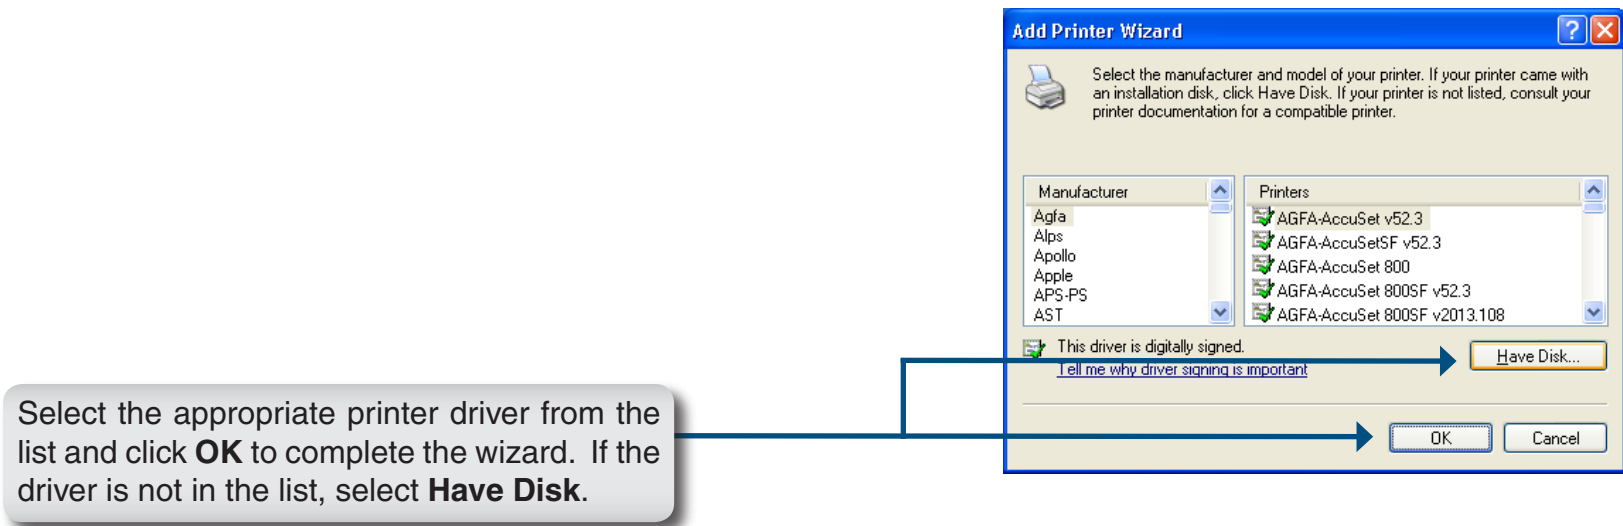 Add Printer Wizard
Select the manufacturer and model of your printer. If your printer came with
an installation disk, click Have Disk. If your printer is not listed, consult your
printer documentation for a compatible printer.
Manufacturer
Agfa
Alps
Apollo
Apple
APS-PS
AST
Printers
AGFA-AccuSet v52.3
AGFA-AccuSetSF v52.3
AGFA-AccuSet 800
AGFA-AccuSet 800SF v52.3
AGFA-AccuSet 800SF v2013.108
This driver is digitally signed.
Tell me why driver signing is important
Have Disk...
OK
Cancel
Select the appropriate printer driver from the
list and click OK to complete the wizard. If the
driver is not in the list, select Have Disk.